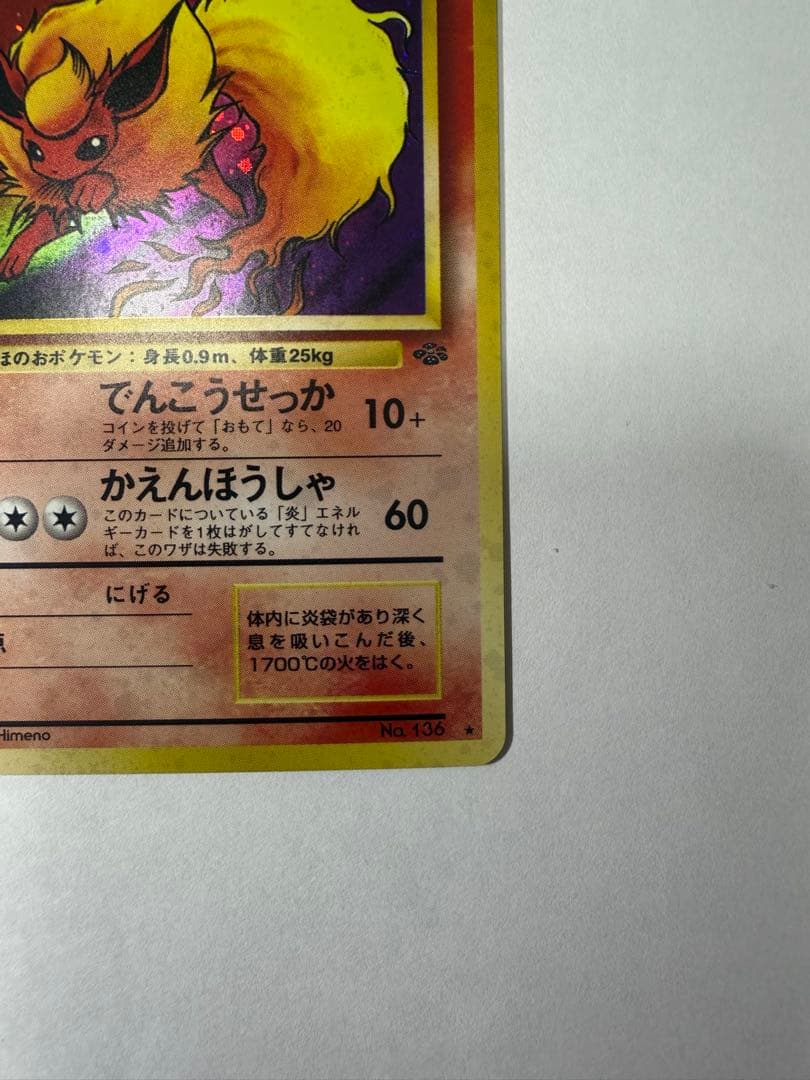 ほのおポケモン：身長0.9m、体重25kg
でんこうせっか 10+
コインを投げて「おもて」なら、20
ダメージ追加する。
かえんほうしゃ 60
このカードについている「炎」エネル
ギーカードを1枚はがしてすてなけれ
ば、このワザは失敗する。
にげる
体内に炎袋があり深く
息を吸いこんだ後、
1700℃の火をはく。
Himeno
No. 136 ★